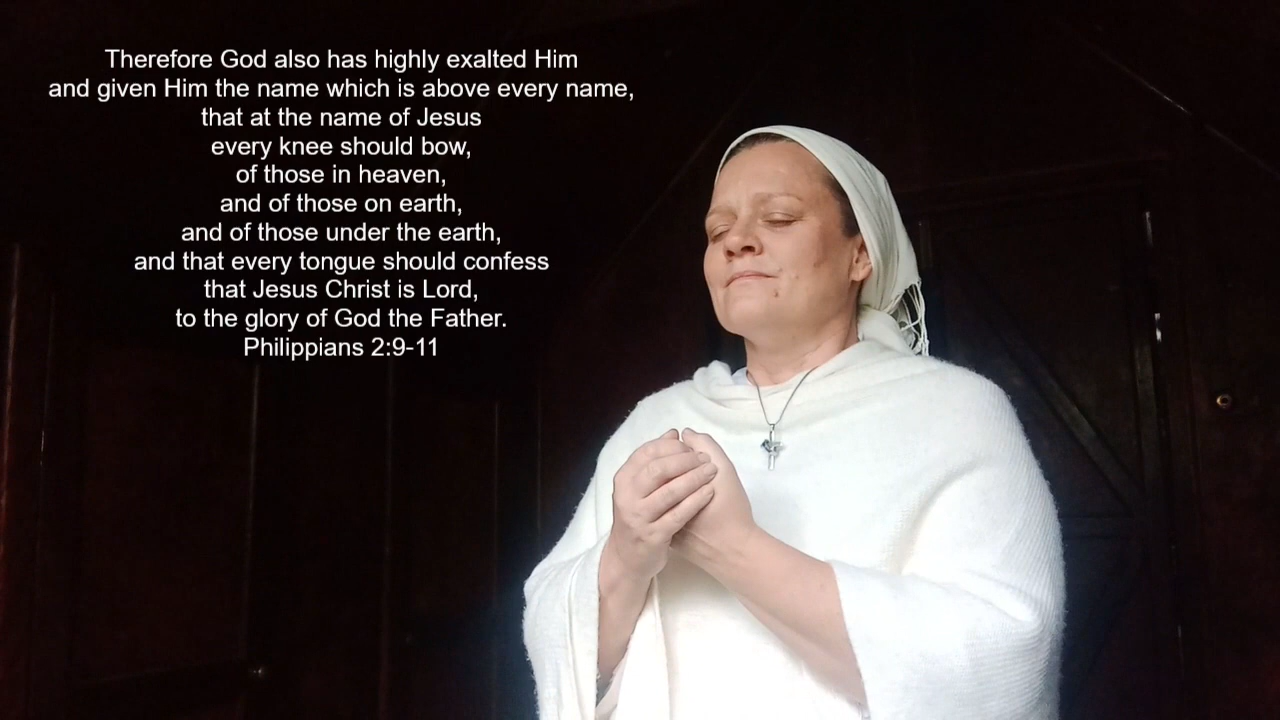 Therefore God also has highly exalted Him
and given Him the name which is above every name,
that at the name of Jesus
every knee should bow,
of those in heaven,
and of those on earth,
and of those under the earth,
and that every tongue should confess
that Jesus Christ is Lord,
to the glory of God the Father.
Philippians 2:9-11